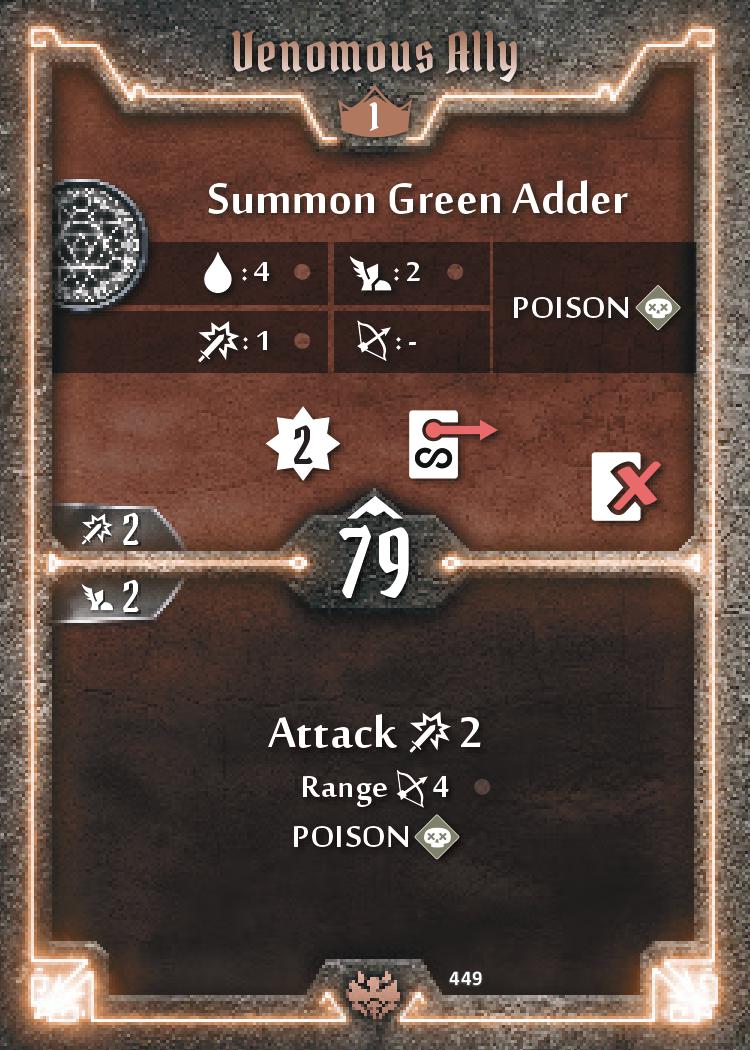 Venomous Ally
1
Summon Green Adder
: 4
: 2
POISON
: 1
: -
2
2
79
2
Attack 2
Range 4
POISON
449